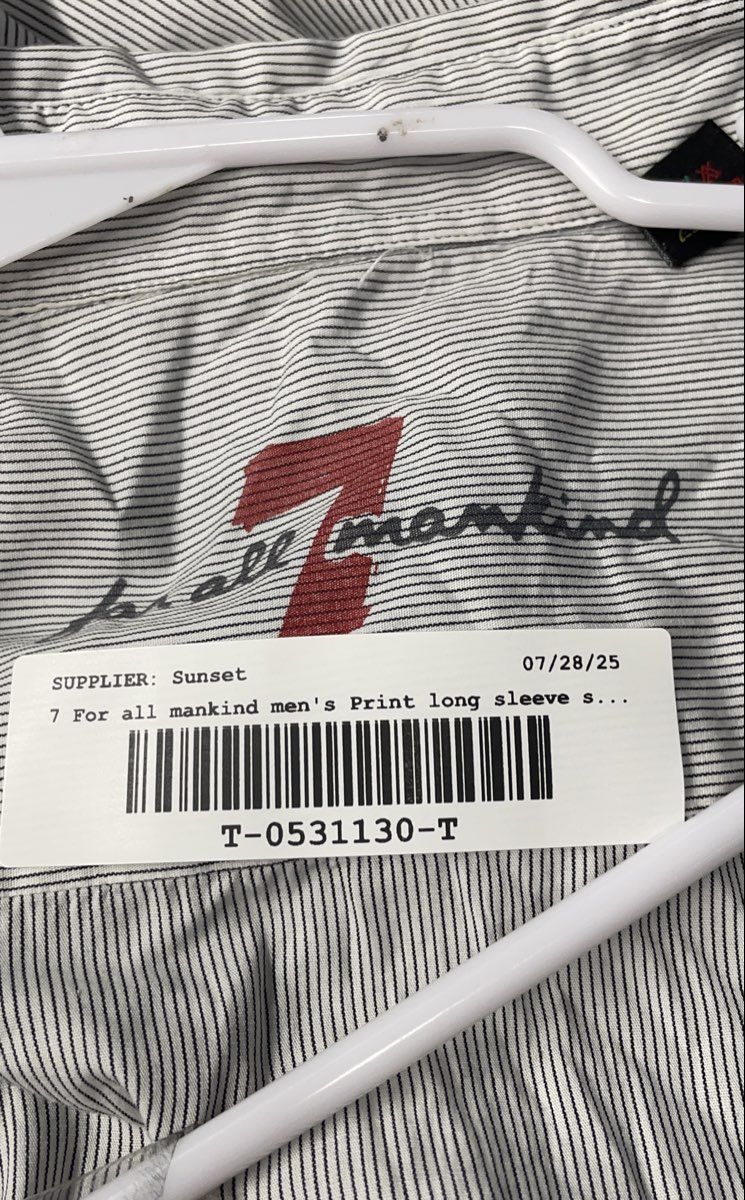 for all 7 mankind
SUPPLIER: Sunset
07/28/25
7 For all mankind men's Print long sleeve s...
T-0531130-T